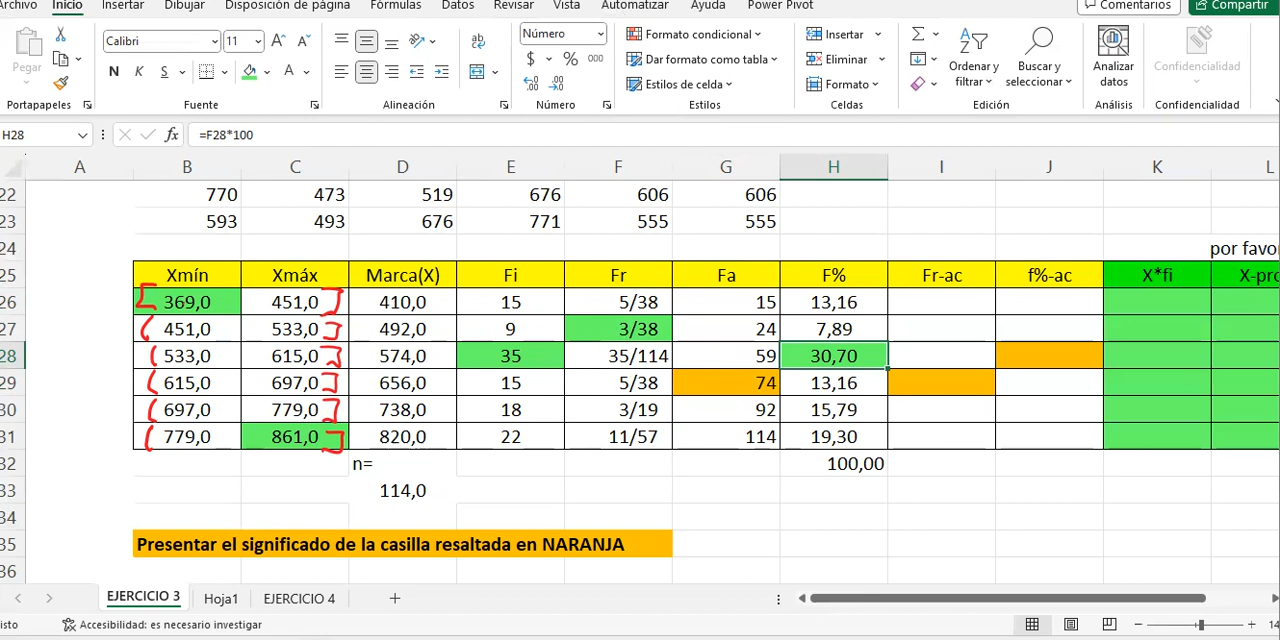 rchivo Inicio Insertar Dibujar Disposición de página Fórmulas Datos Revisar Vista Automatizar Ayuda Power Pivot Comentarios Compartir
Pegar
Calibri 11
N K S A
Número
$ % 000
Formato condicional
Dar formato como tabla
Estilos de celda
Insertar
Eliminar
Formato
Ordenar y filtrar
Buscar y seleccionar
Analizar datos
Confidencialidad
Portapapeles Fuente Alineación Número Estilos Celdas Edición Análisis Confidencialidad
H28 fx =F28*100
A B C D E F G H I J K L
22 770 473 519 676 606 606
23 593 493 676 771 555 555
24 por favo
25 Xmín Xmáx Marca(X) Fi Fr Fa F% Fr-ac f%-ac X*fi X-pro
26 [ 369,0 451,0 ] 410,0 15 5/38 15 13,16
27 ( 451,0 533,0 ] 492,0 9 3/38 24 7,89
28 ( 533,0 615,0 ] 574,0 35 35/114 59 30,70
29 ( 615,0 697,0 ] 656,0 15 5/38 74 13,16
30 ( 697,0 779,0 ] 738,0 18 3/19 92 15,79
31 ( 779,0 861,0 ] 820,0 22 11/57 114 19,30
32 n= 100,00
33 114,0
34
35 Presentar el significado de la casilla resaltada en NARANJA
36
EJERCICIO 3 Hoja1 EJERCICIO 4 +
isto Accesibilidad: es necesario investigar 14